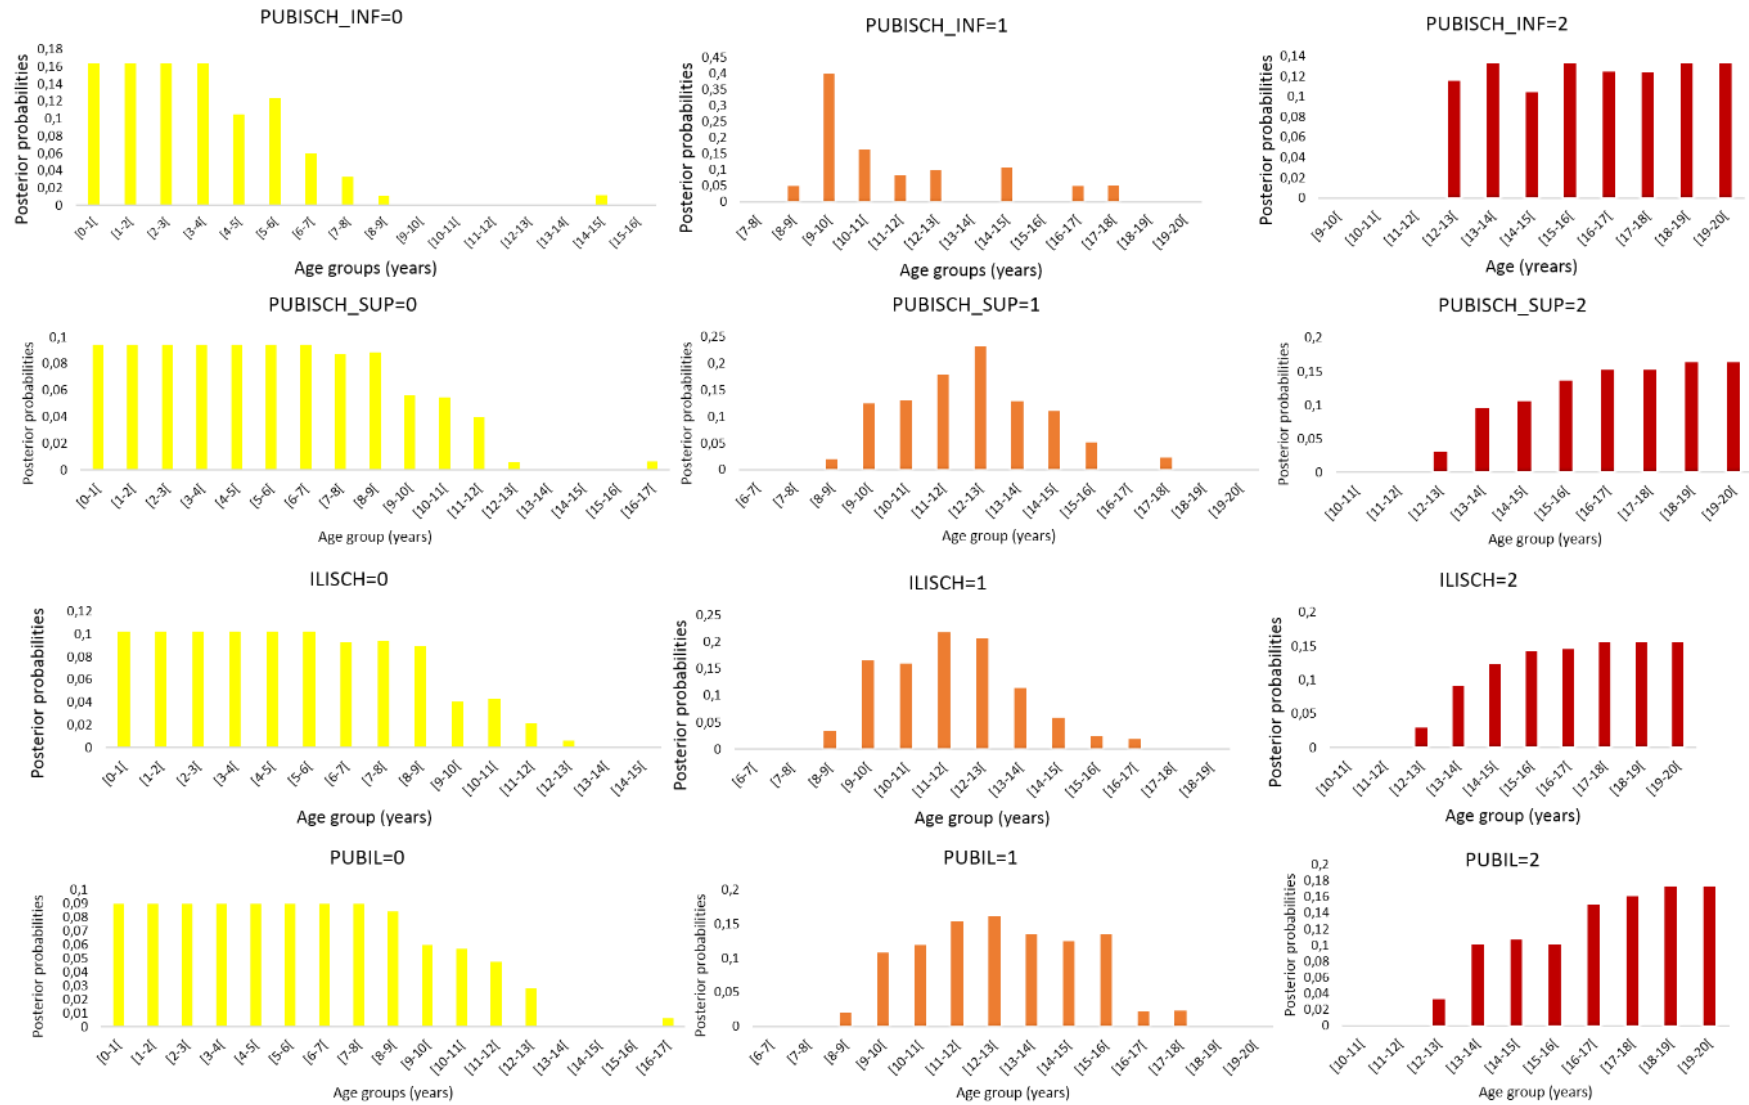 PUBISCH_INF=0
Posterior probabilities
0,18
0,16
0,14
0,12
0,1
0,08
0,06
0,04
0,02
0
[0-1[ [1-2[ [2-3[ [3-4[ [4-5[ [5-6[ [6-7[ [7-8[ [8-9[ [9-10[ [10-11[ [11-12[ [12-13[ [13-14[ [14-15[ [15-16[
Age groups (years)
PUBISCH_INF=1
Posterior probabilities
0,45
0,4
0,35
0,3
0,25
0,2
0,15
0,1
0,05
0
[7-8[ [8-9[ [9-10[ [10-11[ [11-12[ [12-13[ [13-14[ [14-15[ [15-16[ [16-17[ [17-18[ [18-19[ [19-20[
Age groups (years)
PUBISCH_INF=2
Posterior probabilities
0,14
0,12
0,1
0,08
0,06
0,04
0,02
0
[9-10[ [10-11[ [11-12[ [12-13[ [13-14[ [14-15[ [15-16[ [16-17[ [17-18[ [18-19[ [19-20[
Age (yrears)
PUBISCH_SUP=0
Posterior probabilities
0,1
0,08
0,06
0,04
0,02
0
[0-1[ [1-2[ [2-3[ [3-4[ [4-5[ [5-6[ [6-7[ [7-8[ [8-9[ [9-10[ [10-11[ [11-12[ [12-13[ [13-14[ [14-15[ [15-16[ [16-17[
Age group (years)
PUBISCH_SUP=1
Posterior probabilities
0,25
0,2
0,15
0,1
0,05
0
[6-7[ [7-8[ [8-9[ [9-10[ [10-11[ [11-12[ [12-13[ [13-14[ [14-15[ [15-16[ [16-17[ [17-18[ [18-19[ [19-20[
Age group (years)
PUBISCH_SUP=2
Posterior probabilities
0,2
0,15
0,1
0,05
0
[10-11[ [11-12[ [12-13[ [13-14[ [14-15[ [15-16[ [16-17[ [17-18[ [18-19[ [19-20[
Age group (years)
ILISCH=0
Posterior probabilities
0,12
0,1
0,08
0,06
0,04
0,02
0
[0-1[ [1-2[ [2-3[ [3-4[ [4-5[ [5-6[ [6-7[ [7-8[ [8-9[ [9-10[ [10-11[ [11-12[ [12-13[ [13-14[ [14-15[
Age group (years)
ILISCH=1
Posterior probabilities
0,25
0,2
0,15
0,1
0,05
0
[6-7[ [7-8[ [8-9[ [9-10[ [10-11[ [11-12[ [12-13[ [13-14[ [14-15[ [15-16[ [16-17[ [17-18[ [18-19[
Age group (years)
ILISCH=2
Posterior probabilities
0,2
0,15
0,1
0,05
0
[10-11[ [11-12[ [12-13[ [13-14[ [14-15[ [15-16[ [16-17[ [17-18[ [18-19[ [19-20[
Age group (years)
PUBIL=0
Posterior probabilities
0,1
0,09
0,08
0,07
0,06
0,05
0,04
0,03
0,02
0,01
0
[0-1[ [1-2[ [2-3[ [3-4[ [4-5[ [5-6[ [6-7[ [7-8[ [8-9[ [9-10[ [10-11[ [11-12[ [12-13[ [13-14[ [14-15[ [15-16[ [16-17[
Age groups (years)
PUBIL=1
Posterior probabilities
0,2
0,15
0,1
0,05
0
[6-7[ [7-8[ [8-9[ [9-10[ [10-11[ [11-12[ [12-13[ [13-14[ [14-15[ [15-16[ [16-17[ [17-18[ [18-19[ [19-20[
Age group (years)
PUBIL=2
Posterior probabilities
0,2
0,18
0,16
0,14
0,12
0,1
0,08
0,06
0,04
0,02
0
[10-11[ [11-12[ [12-13[ [13-14[ [14-15[ [15-16[ [16-17[ [17-18[ [18-19[ [19-20[
Age group (years)